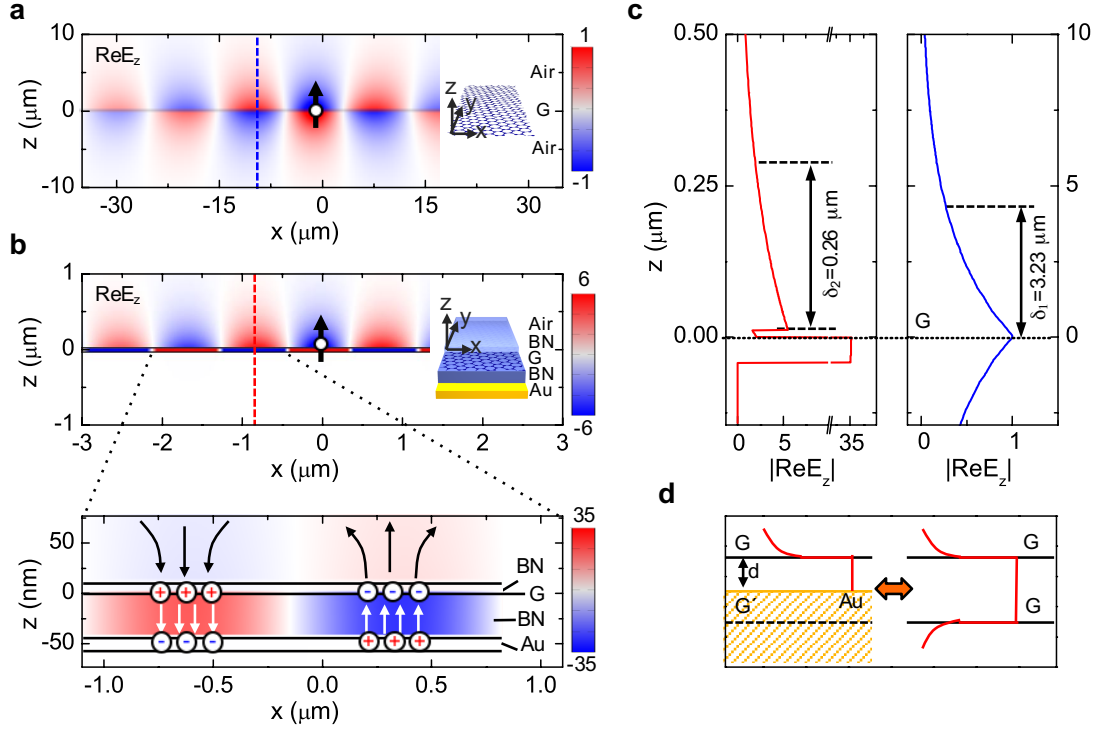 a
10
0
-10
z (μm)
ReEz
-30
-15
0
15
30
x (μm)
z
y
x
Air
G
Air
1
-1
b
1
0
-1
z (μm)
ReEz
-3
-2
-1
0
1
2
3
x (μm)
z
y
x
Air
BN
G
BN
Au
6
-6
50
0
-50
z (nm)
+ + +
- - -
- - -
+ + +
BN
G
BN
Au
35
-35
-1.0
-0.5
0.0
0.5
1.0
x (μm)
c
0.50
0.25
0.00
z (μm)
δ2=0.26 μm
0
5
35
|ReEz|
10
5
0
δ1=3.23 μm
G
0
1
|ReEz|
d
G
d
Au
G
G
G